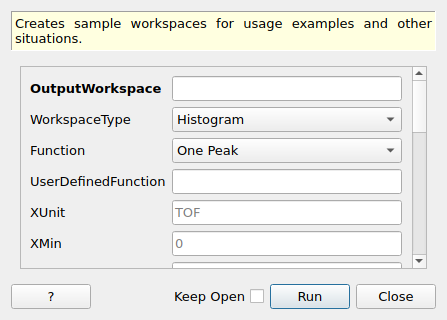 Creates sample workspaces for usage examples and other
situations.
OutputWorkspace
WorkspaceType Histogram
Function One Peak
UserDefinedFunction
XUnit TOF
XMin 0
? Keep Open Run Close